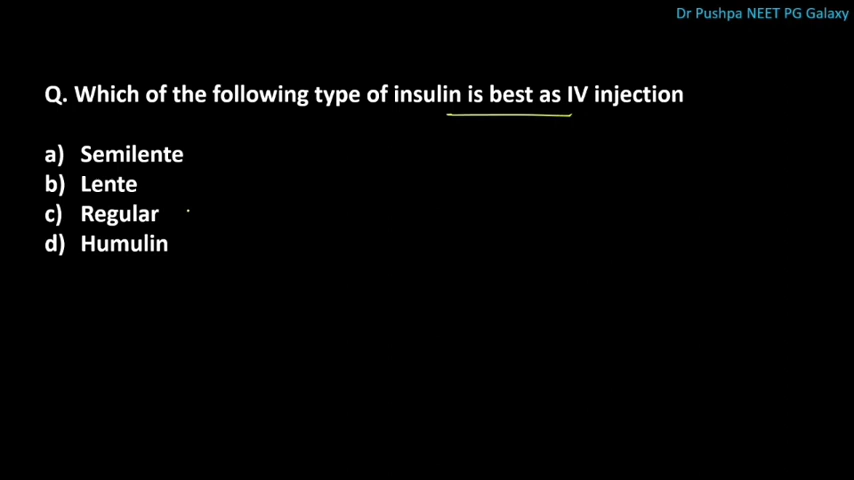 Dr Pushpa NEET PG Galaxy
Q. Which of the following type of insulin is best as IV injection
a) Semilente
b) Lente
c) Regular
d) Humulin